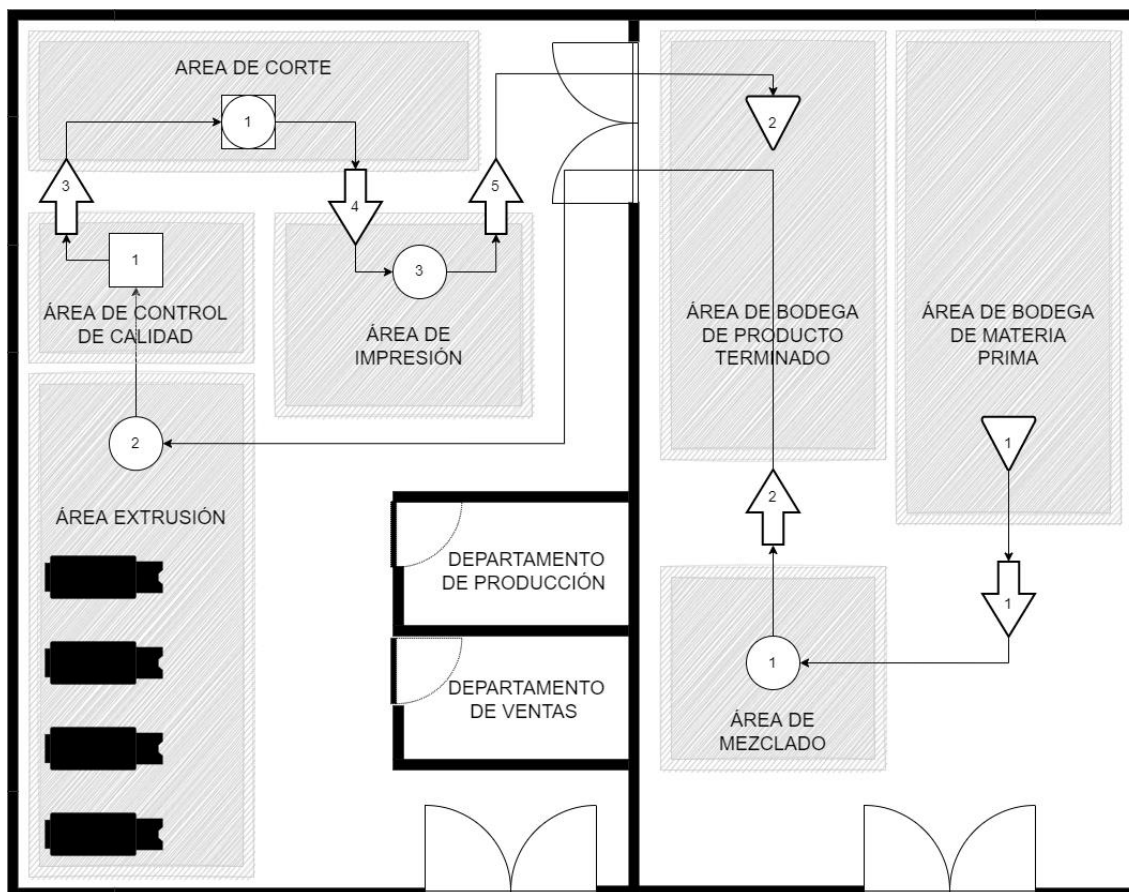 AREA DE CORTE
1
2
3
4
5
1
3
ÁREA DE CONTROL
DE CALIDAD
ÁREA DE
IMPRESIÓN
ÁREA DE BODEGA
DE PRODUCTO
TERMINADO
ÁREA DE BODEGA
DE MATERIA
PRIMA
2
1
2
ÁREA EXTRUSIÓN
DEPARTAMENTO
DE PRODUCCIÓN
1
1
DEPARTAMENTO
DE VENTAS
ÁREA DE
MEZCLADO